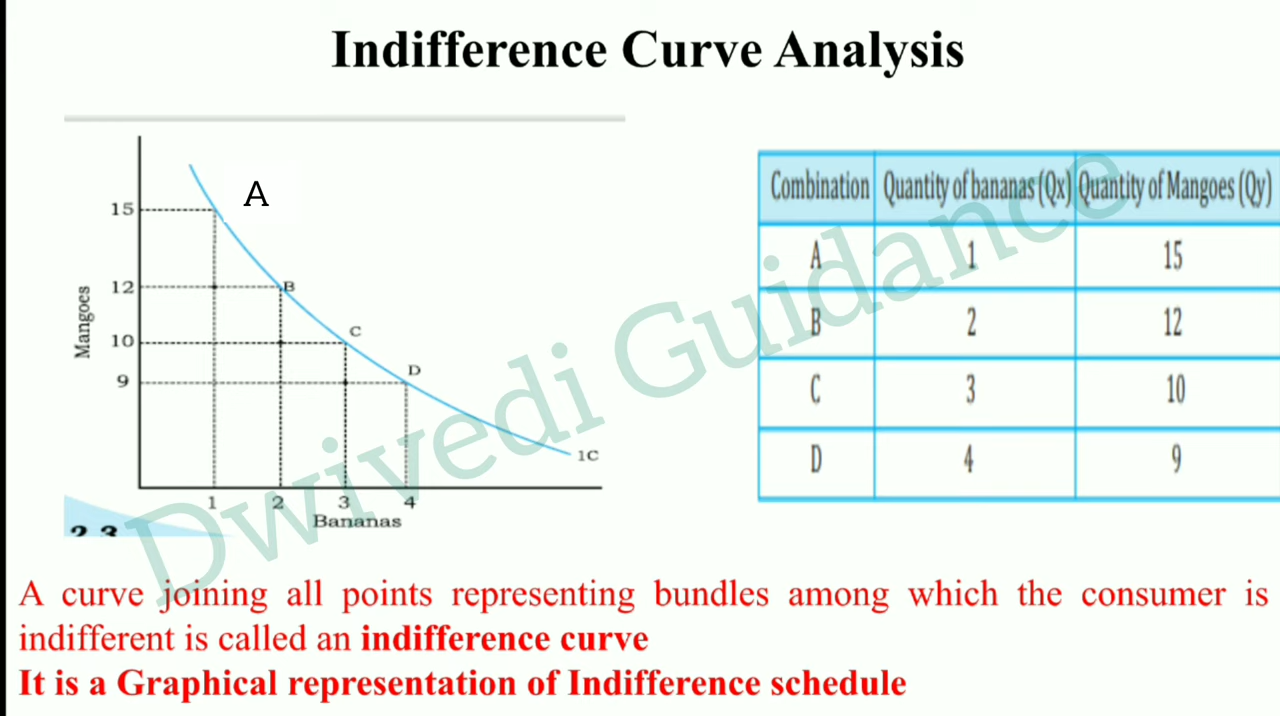 Indifference Curve Analysis
A
15
B
12
C
10
D
9
Mangoes
1C
1 2 3 4
Bananas
Combination Quantity of bananas (Qx) Quantity of Mangoes (Qy)
A 1 15
B 2 12
C 3 10
D 4 9
Dwivedi Guidance
A curve joining all points representing bundles among which the consumer is
indifferent is called an indifference curve
It is a Graphical representation of Indifference schedule